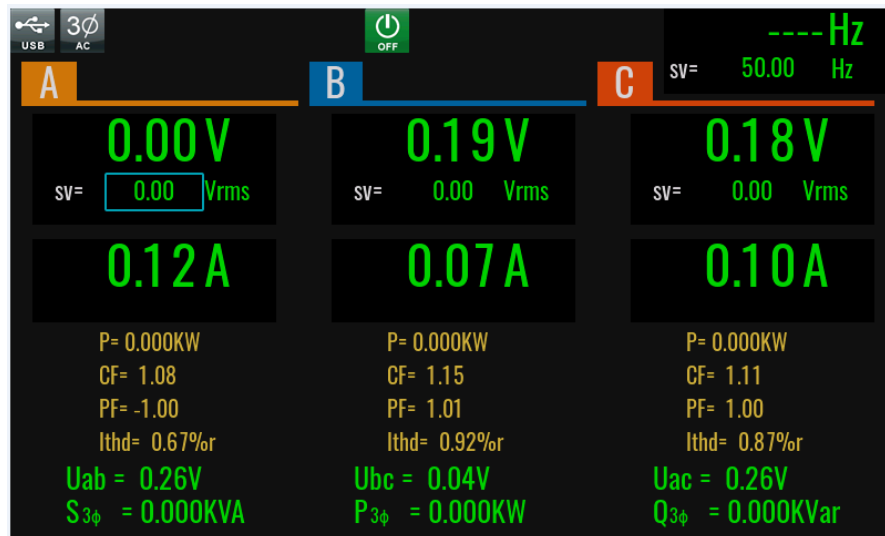 USB
3Ø
AC
OFF
----Hz
sv= 50.00 Hz
A
B
C
0.00V
0.19V
0.18V
sv= 0.00 Vrms
sv= 0.00 Vrms
sv= 0.00 Vrms
0.12A
0.07A
0.10A
P= 0.000KW
P= 0.000KW
P= 0.000KW
CF= 1.08
CF= 1.15
CF= 1.11
PF= -1.00
PF= 1.01
PF= 1.00
Ithd= 0.67%r
Ithd= 0.92%r
Ithd= 0.87%r
Uab = 0.26V
Ubc = 0.04V
Uac = 0.26V
S3ϕ = 0.000KVA
P3ϕ = 0.000KW
Q3ϕ = 0.000KVar